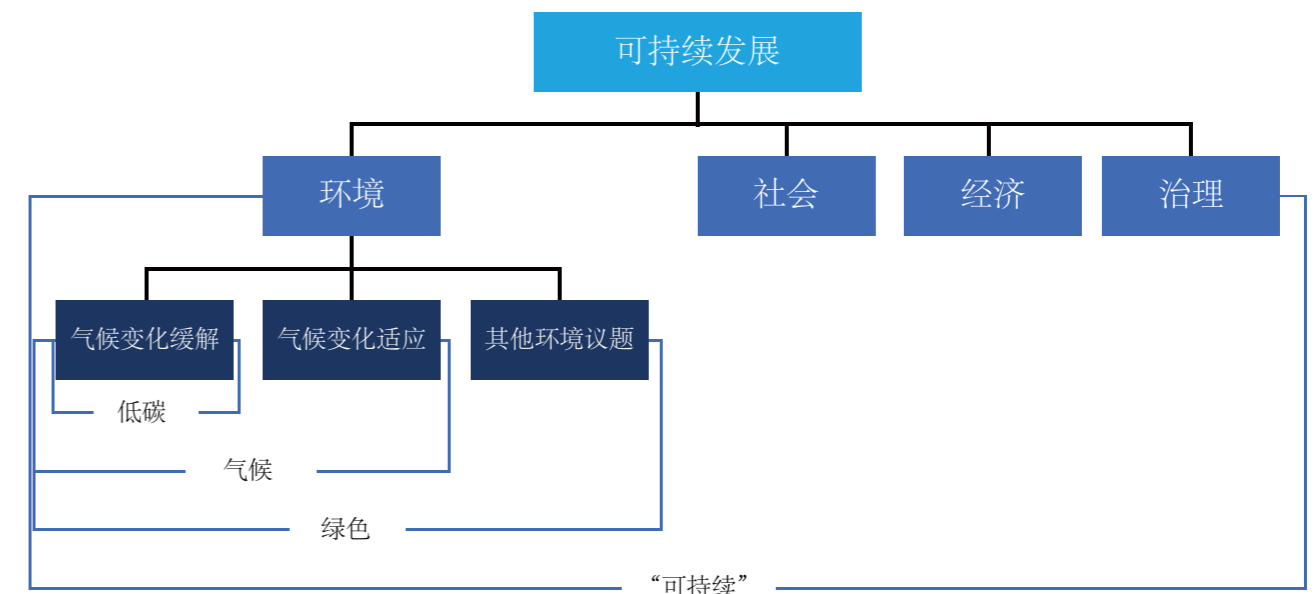 可持续发展
环境
社会
经济
治理
气候变化缓解
气候变化适应
其他环境议题
低碳
气候
绿色
“可持续”